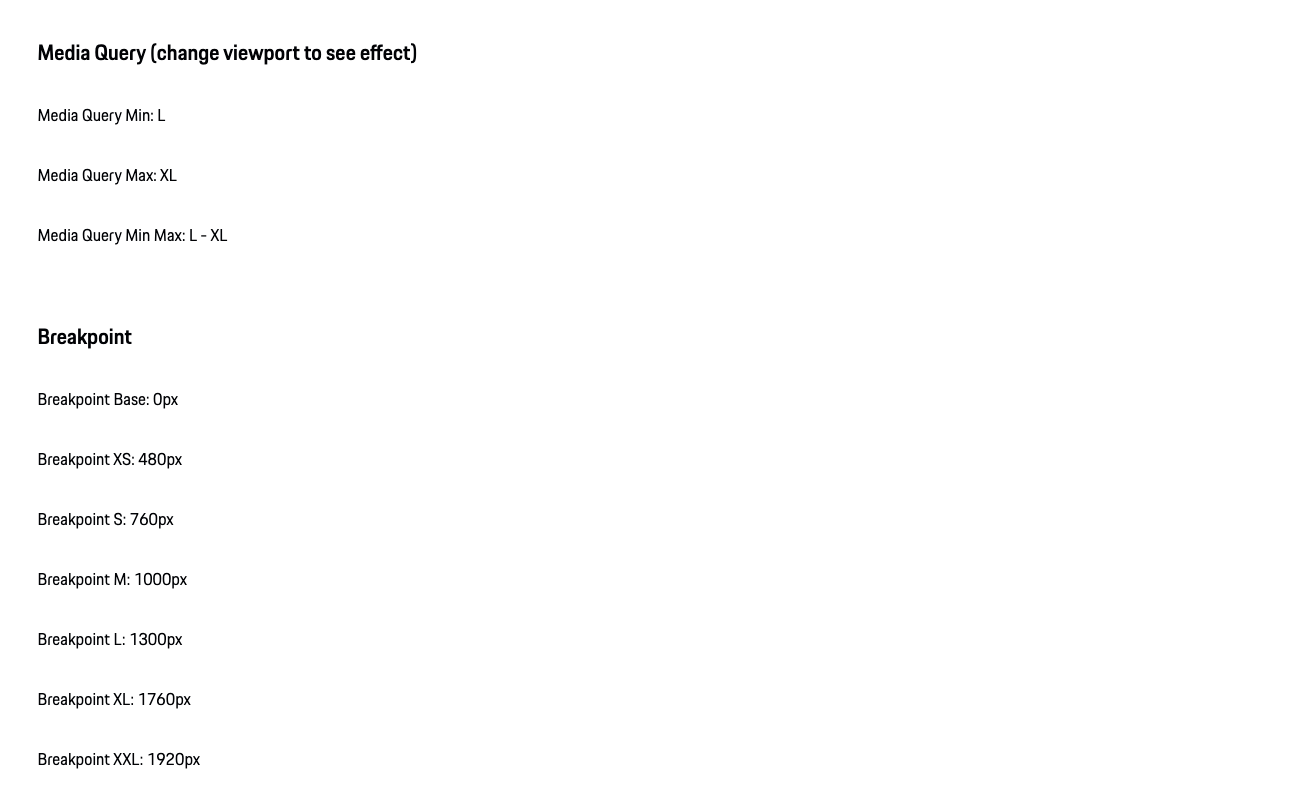 Media Query (change viewport to see effect)
Media Query Min: L
Media Query Max: XL
Media Query Min Max: L - XL
Breakpoint
Breakpoint Base: 0px
Breakpoint XS: 480px
Breakpoint S: 760px
Breakpoint M: 1000px
Breakpoint L: 1300px
Breakpoint XL: 1760px
Breakpoint XXL: 1920px